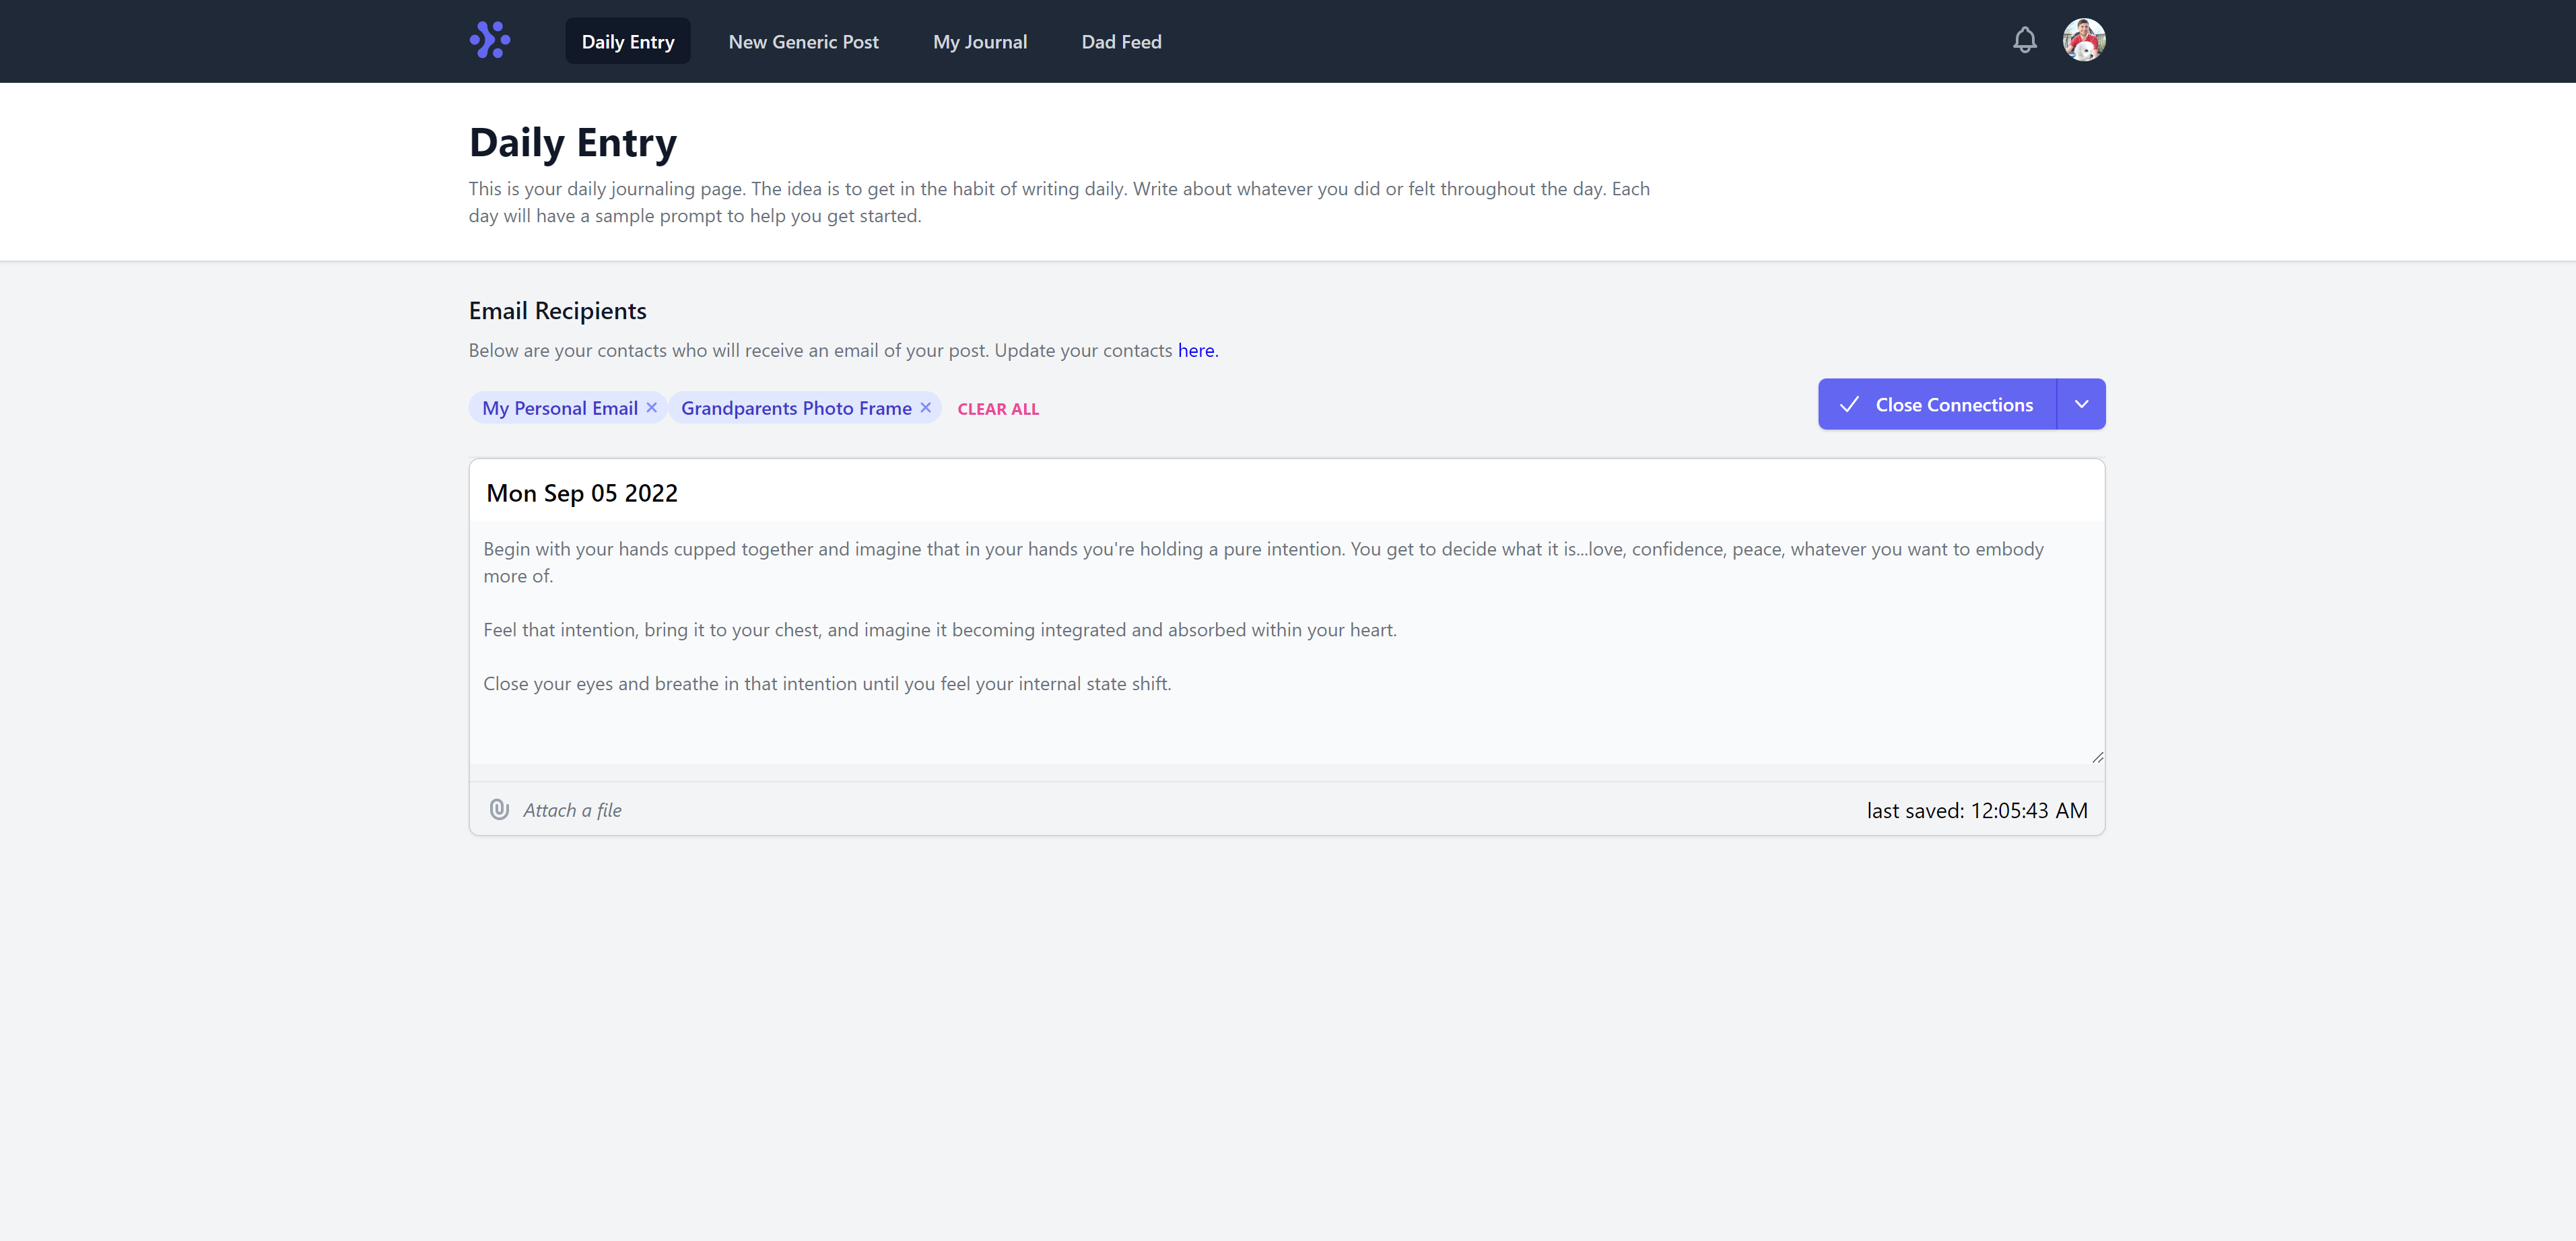 Daily Entry
New Generic Post
My Journal
Dad Feed
Daily Entry
This is your daily journaling page. The idea is to get in the habit of writing daily. Write about whatever you did or felt throughout the day. Each
day will have a sample prompt to help you get started.
Email Recipients
Below are your contacts who will receive an email of your post. Update your contacts here.
My Personal Email ×
Grandparents Photo Frame ×
CLEAR ALL
Close Connections
Mon Sep 05 2022
Begin with your hands cupped together and imagine that in your hands you're holding a pure intention. You get to decide what it is...love, confidence, peace, whatever you want to embody
more of.
Feel that intention, bring it to your chest, and imagine it becoming integrated and absorbed within your heart.
Close your eyes and breathe in that intention until you feel your internal state shift.
Attach a file
last saved: 12:05:43 AM